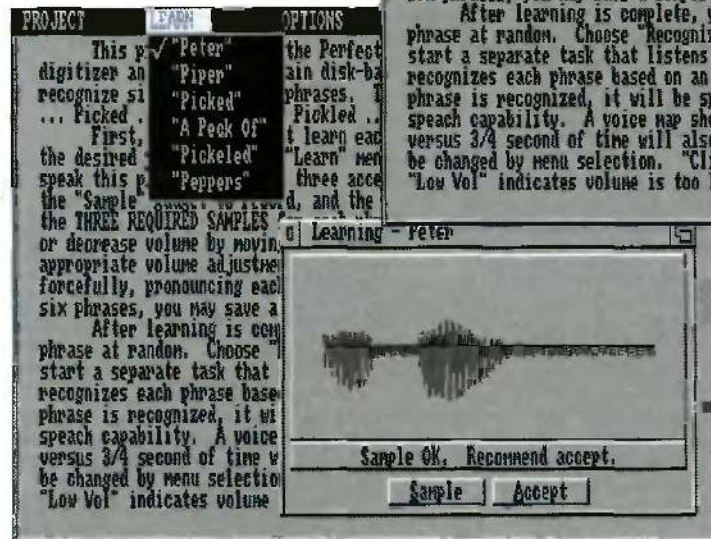 PROJECT LEARN OPTIONS
"Peter"
"Piper"
"Picked"
"A Peck Of"
"Pickeled"
"Peppers"
This p the Perfect
digitizer an ain disk-ba
recognize si phrases.
... Picked . Pickled ..
First, t learn eac
the desired "Learn" men
speak this p three acce
the "Sample" , and the
the THREE REQUIRED SAMPLES
or decrease volume by moving
appropriate volume adjustme
forcefully, pronouncing eac
six phrases, you may save a
After learning is com
phrase at random. Choose "
start a separate task that
recognizes each phrase base
phrase is recognized, it wi
speach capability. A voice
versus 3/4 second of time w
be changed by menu selectio
"Low Vol" indicates volume
After learning is complete, y
phrase at random. Choose "Recogniz
start a separate task that listens
recognizes each phrase based on an
phrase is recognized, it will be sp
speach capability. A voice map sho
versus 3/4 second of time will also
be changed by menu selection. "Cli
"Low Vol" indicates volume is too
Learning - Peter
Sample OK. Recommend accept.
Sample Accept